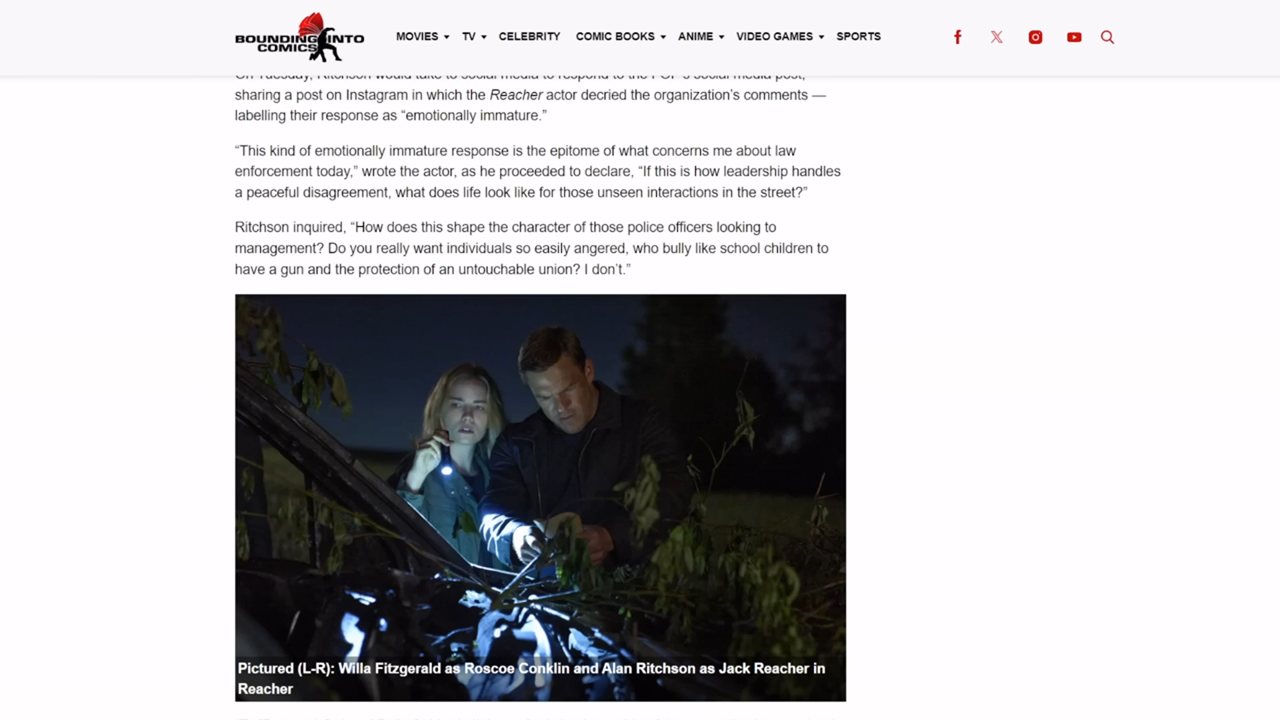 BOUNDING INTO
COMICS
MOVIES TV CELEBRITY COMIC BOOKS ANIME VIDEO GAMES SPORTS
On Tuesday, Ritchson would take to social media to respond to the FOP's social media post,
sharing a post on Instagram in which the Reacher actor decried the organization’s comments —
labelling their response as “emotionally immature.”
“This kind of emotionally immature response is the epitome of what concerns me about law
enforcement today,” wrote the actor, as he proceeded to declare, “If this is how leadership handles
a peaceful disagreement, what does life look like for those unseen interactions in the street?”
Ritchson inquired, “How does this shape the character of those police officers looking to
management? Do you really want individuals so easily angered, who bully like school children to
have a gun and the protection of an untouchable union? I don’t.”
Pictured (L-R): Willa Fitzgerald as Roscoe Conklin and Alan Ritchson as Jack Reacher in
Reacher